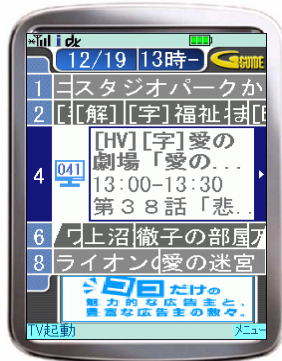 12/19 13時- GGUIDE
1 ニスタジオパークか
2 [ [解] [字]福祉 ま [E
4 041 [HV] [字]愛の
劇場「愛の...
13:00-13:30
第38話「悲..
6 ワ上沼 徹子の部屋
8 ライオン 愛の迷宮
だけの
魅力的な広告主と、
豊富な広告主の数々。
TV起動 メニュー